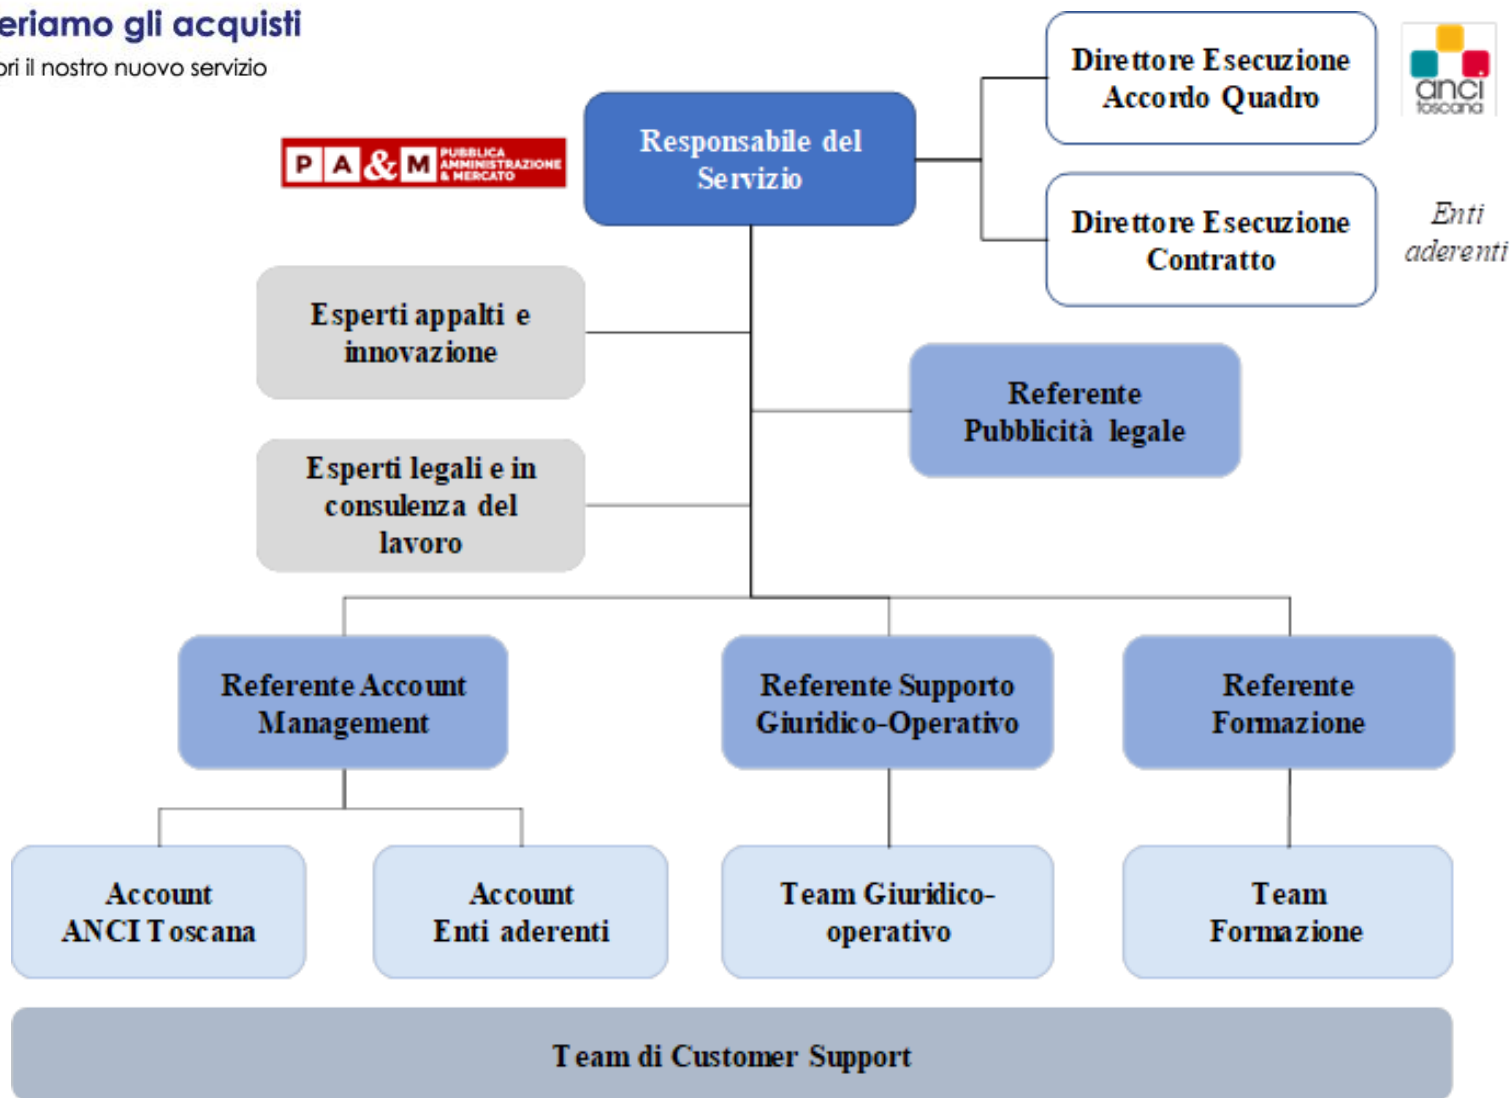 eriamo gli acquisti
pri il nostro nuovo servizio
PA&M PUBBLICA
AMMINISTRAZIONE
& MERCATO
Responsabile del
Servizio
Direttore Esecuzione
Accordo Quadro
anci
toscana
Direttore Esecuzione
Contratto
Enti
aderenti
Esperti appalti e
innovazione
Referente
Pubblicità legale
Esperti legali e in
consulenza del
lavoro
Referente Account
Management
Referente Supporto
Giuridico-Operativo
Referente
Formazione
Account
ANCI Toscana
Account
Enti aderenti
Team Giuridico-
operativo
Team
Formazione
Team di Customer Support